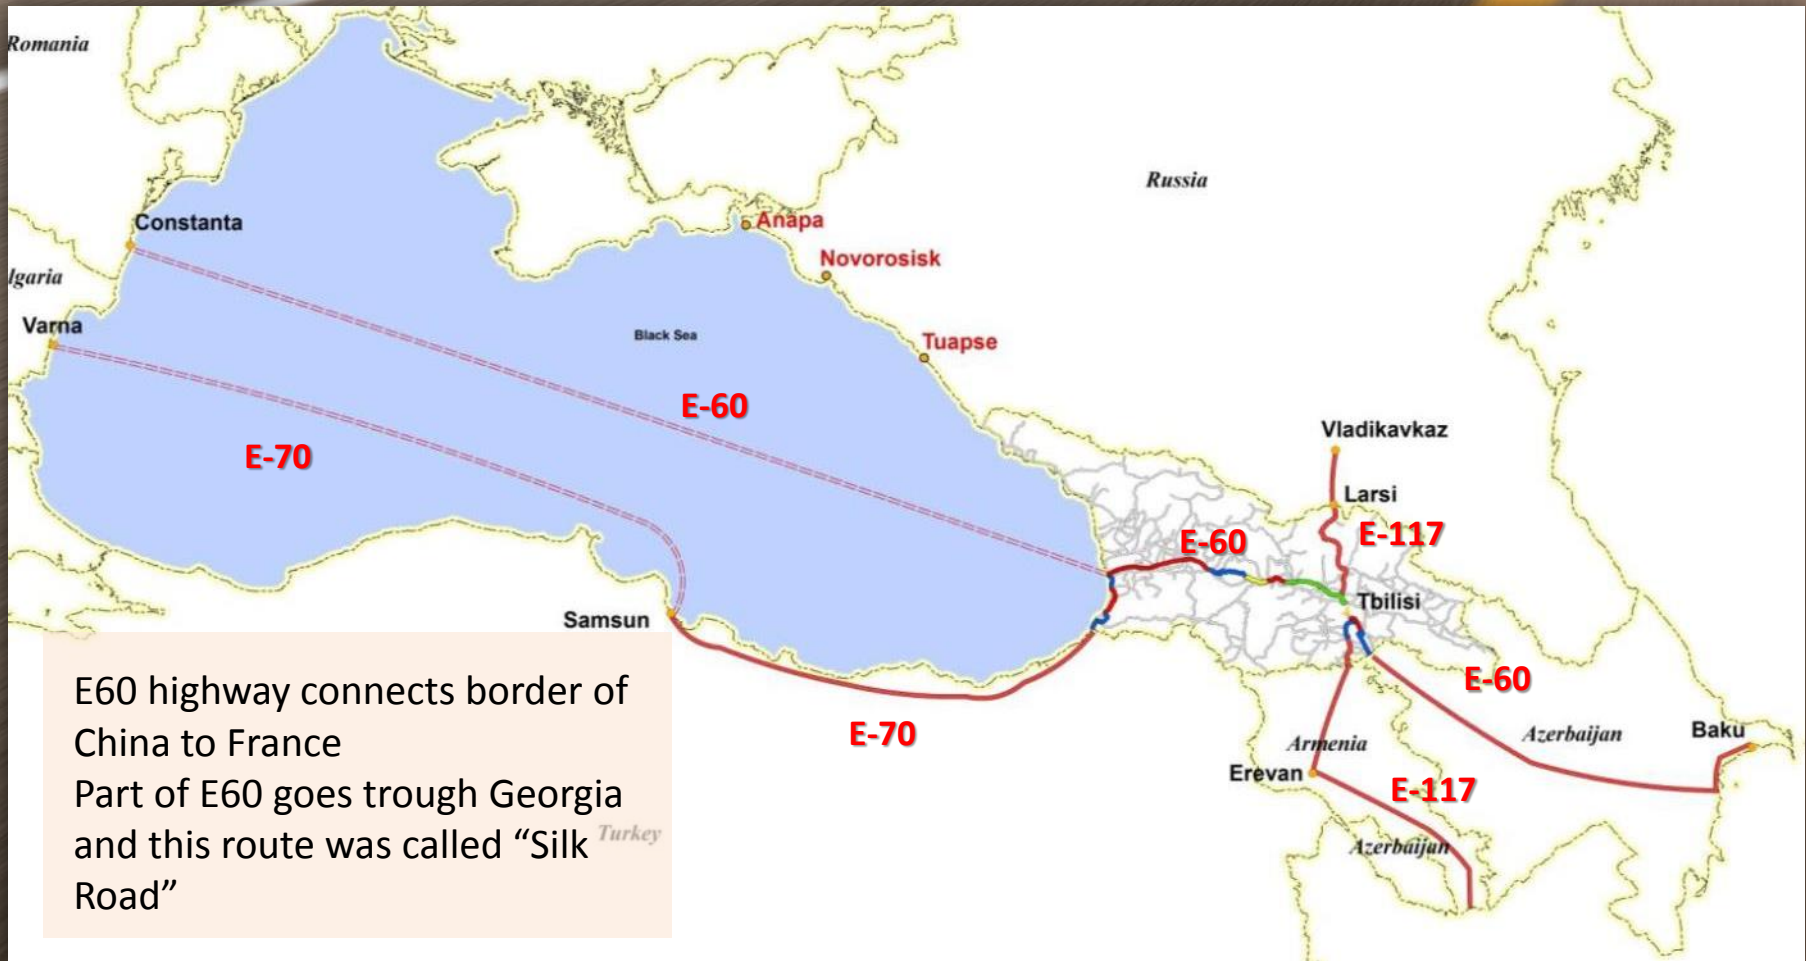 Romania
Constanta
lgaria
Varna
Black Sea
Anapa
Novorosisk
Tuapse
Russia
E-60
E-70
Vladikavkaz
Larsi
E-117
E-60
Tbilisi
Samsun
E-70
E-60
Azerbaijan
Baku
Armenia
Erevan
E-117
Azerbaijan
Turkey
E60 highway connects border of
China to France
Part of E60 goes trough Georgia
and this route was called “Silk
Road”